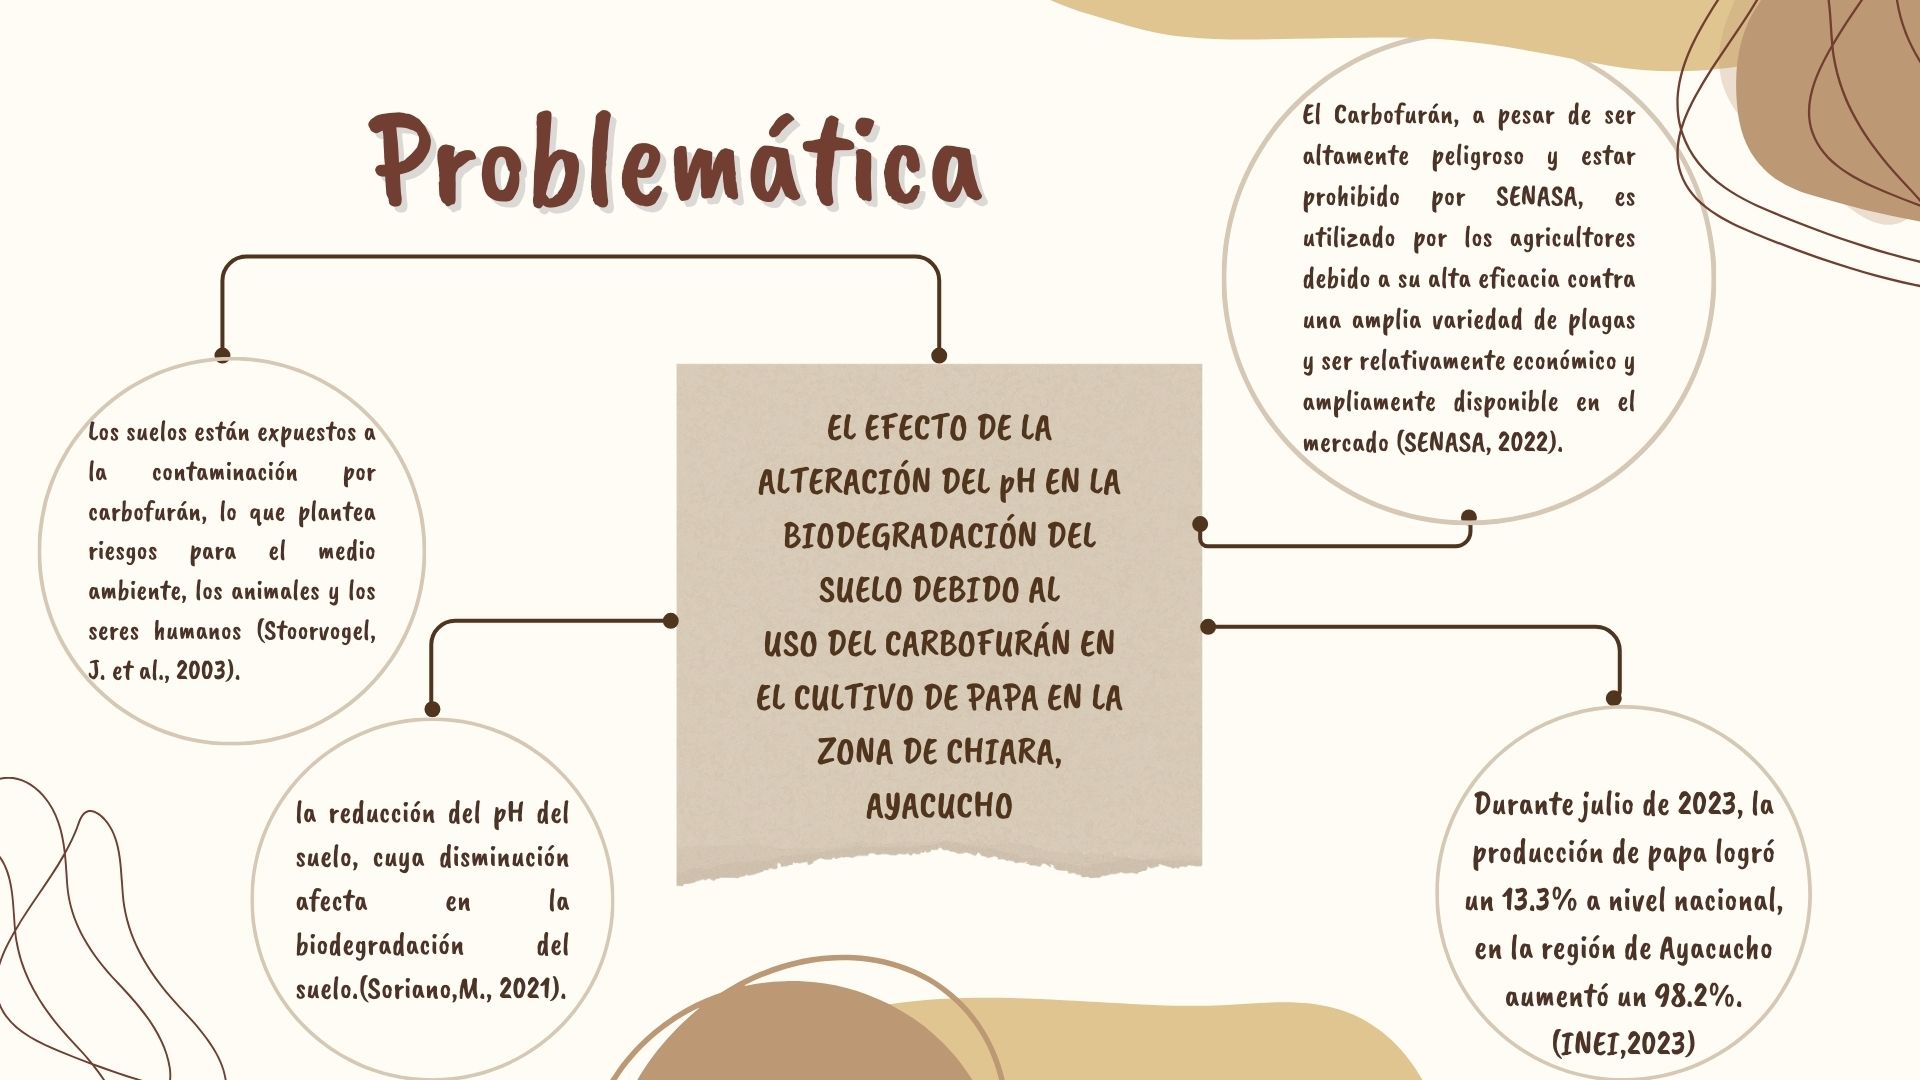 Problemática
El Carbofurán, a pesar de ser
altamente peligroso y estar
prohibido por SENASA, es
utilizado por los agricultores
debido a su alta eficacia contra
una amplia variedad de plagas
y ser relativamente económico y
ampliamente disponible en el
mercado (SENASA, 2022).
Los suelos están expuestos a
la contaminación por
carbofurán, lo que plantea
riesgos para el medio
ambiente, los animales y los
seres humanos (Stoorvogel,
J. et al., 2003).
EL EFECTO DE LA
ALTERACIÓN DEL pH EN LA
BIODEGRADACIÓN DEL
SUELO DEBIDO AL
USO DEL CARBOFURÁN EN
EL CULTIVO DE PAPA EN LA
ZONA DE CHIARA,
AYACUCHO
la reducción del pH del
suelo, cuya disminución
afecta en la
biodegradación del
suelo.(Soriano,M., 2021).
Durante julio de 2023, la
producción de papa logró
un 13.3% a nivel nacional,
en la región de Ayacucho
aumentó un 98.2%.
(INEI,2023)